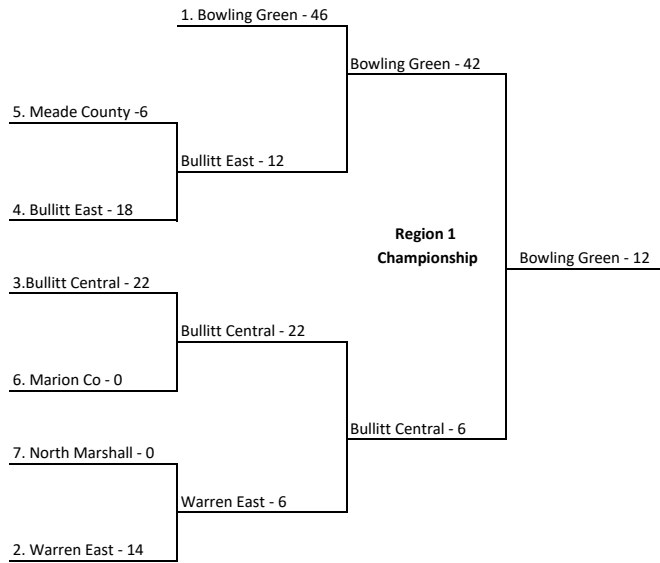 1. Bowling Green - 46
Bowling Green - 42
5. Meade County -6
Bullitt East - 12
4. Bullitt East - 18
Region 1
Championship
Bowling Green - 12
3.Bullitt Central - 22
Bullitt Central - 22
6. Marion Co - 0
Bullitt Central - 6
7. North Marshall - 0
Warren East - 6
2. Warren East - 14